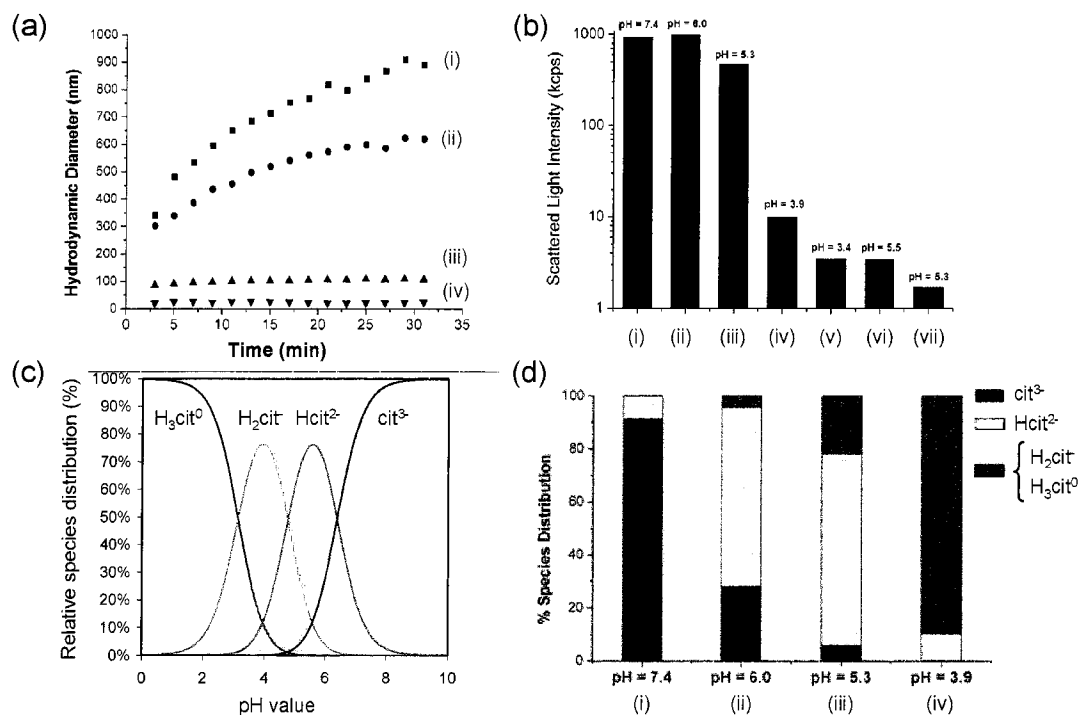 (a)
1000
900
800
700
600
500
400
300
200
100
0
0
5
10
15
20
25
30
35
Hydrodynamic Diameter (nm)
Time (min)
(i)
(ii)
(iii)
(iv)
(b)
Scattered Light Intensity (kcps)
1000
100
10
1
pH = 7.4
pH = 6.0
pH = 5.3
pH = 3.9
pH = 3.4
pH = 5.5
pH = 5.3
(i)
(ii)
(iii)
(iv)
(v)
(vi)
(vii)
(c)
Relative species distribution (%)
100%
90%
80%
70%
60%
50%
40%
30%
20%
10%
0%
H₃cit⁰
H₂cit⁻
Hcit²⁻
cit³⁻
0
2
4
6
8
10
pH value
(d)
% Species Distribution
100
80
60
40
20
0
pH = 7.4
pH = 6.0
pH = 5.3
pH = 3.9
(i)
(ii)
(iii)
(iv)
cit³⁻
Hcit²⁻
H₂cit⁻
H₃cit⁰